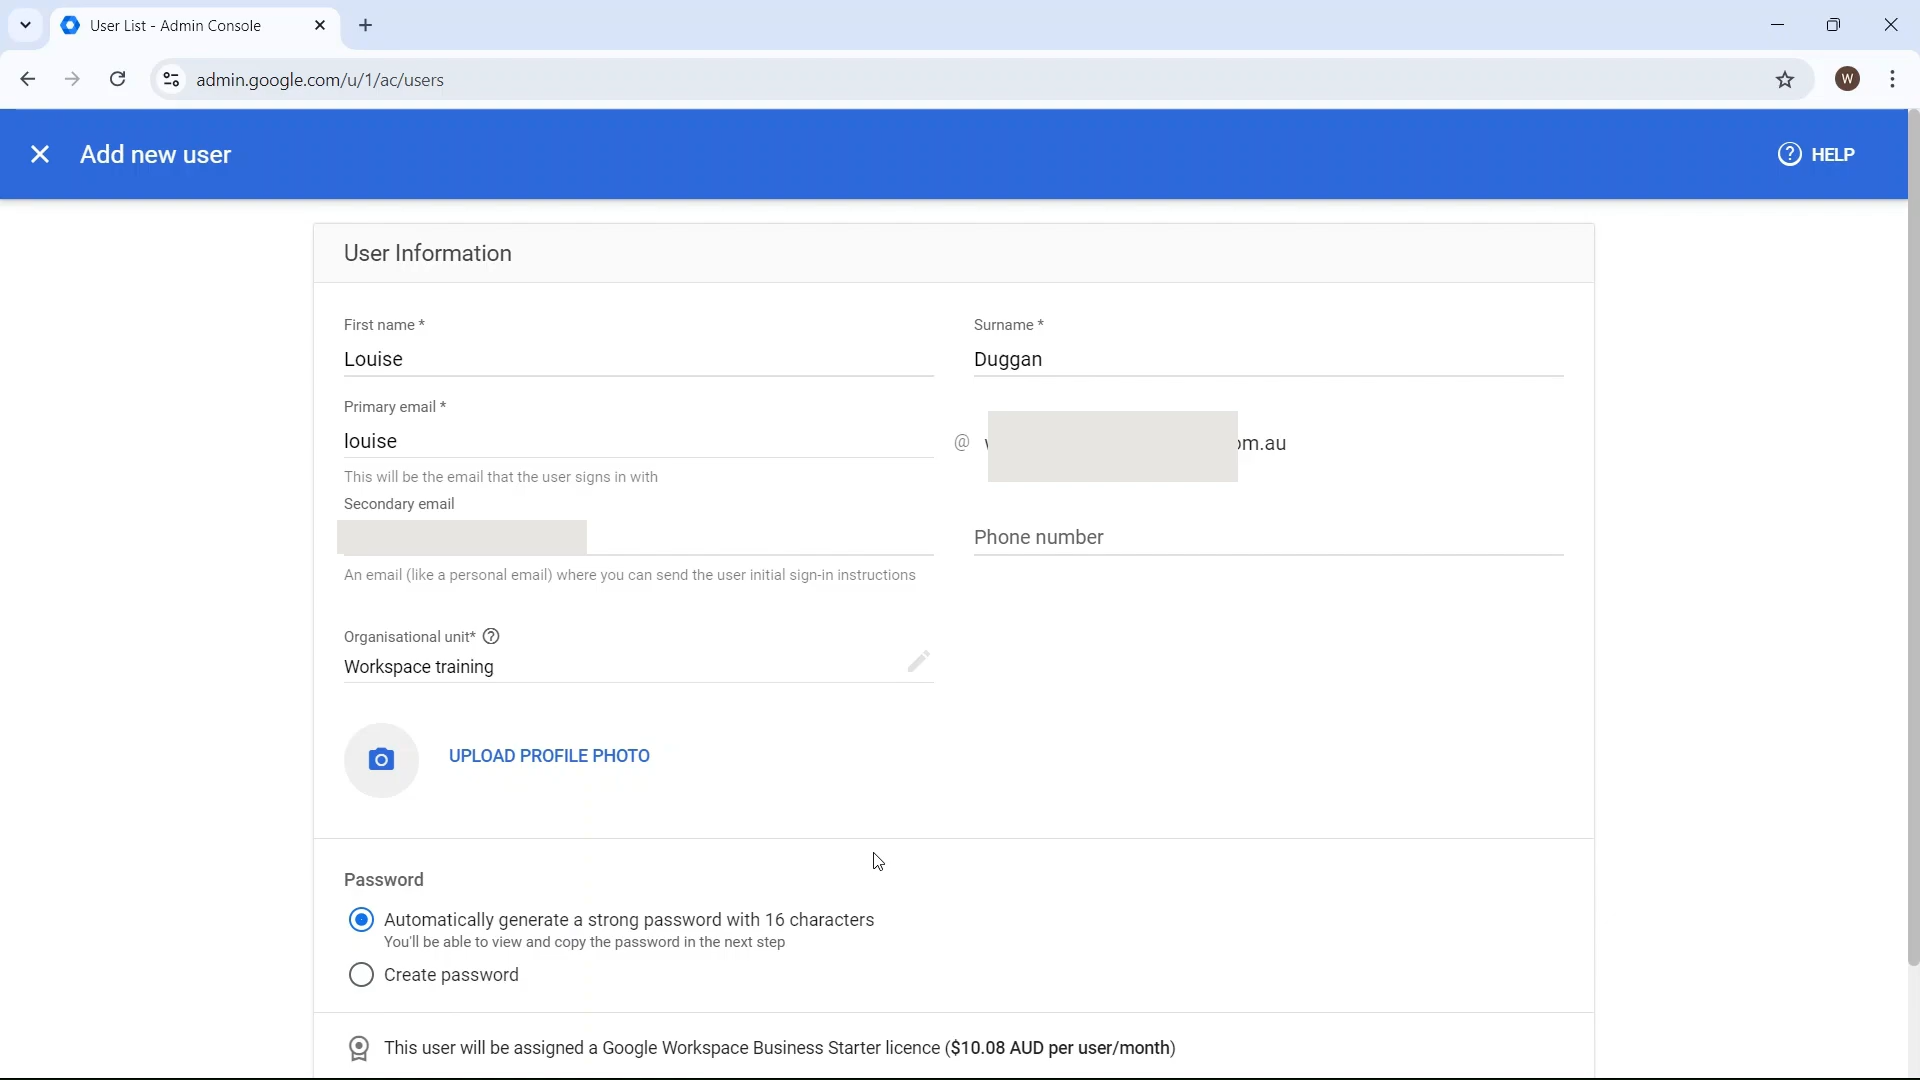 User List - Admin Console
admin.google.com/u/1/ac/users
W
Add new user
HELP
User Information
First name *
Surname *
Louise
Duggan
Primary email *
louise
@
om.au
This will be the email that the user signs in with
Secondary email
Phone number
An email (like a personal email) where you can send the user initial sign-in instructions
Organisational unit*
Workspace training
UPLOAD PROFILE PHOTO
Password
Automatically generate a strong password with 16 characters
You'll be able to view and copy the password in the next step
Create password
This user will be assigned a Google Workspace Business Starter licence ($10.08 AUD per user/month)